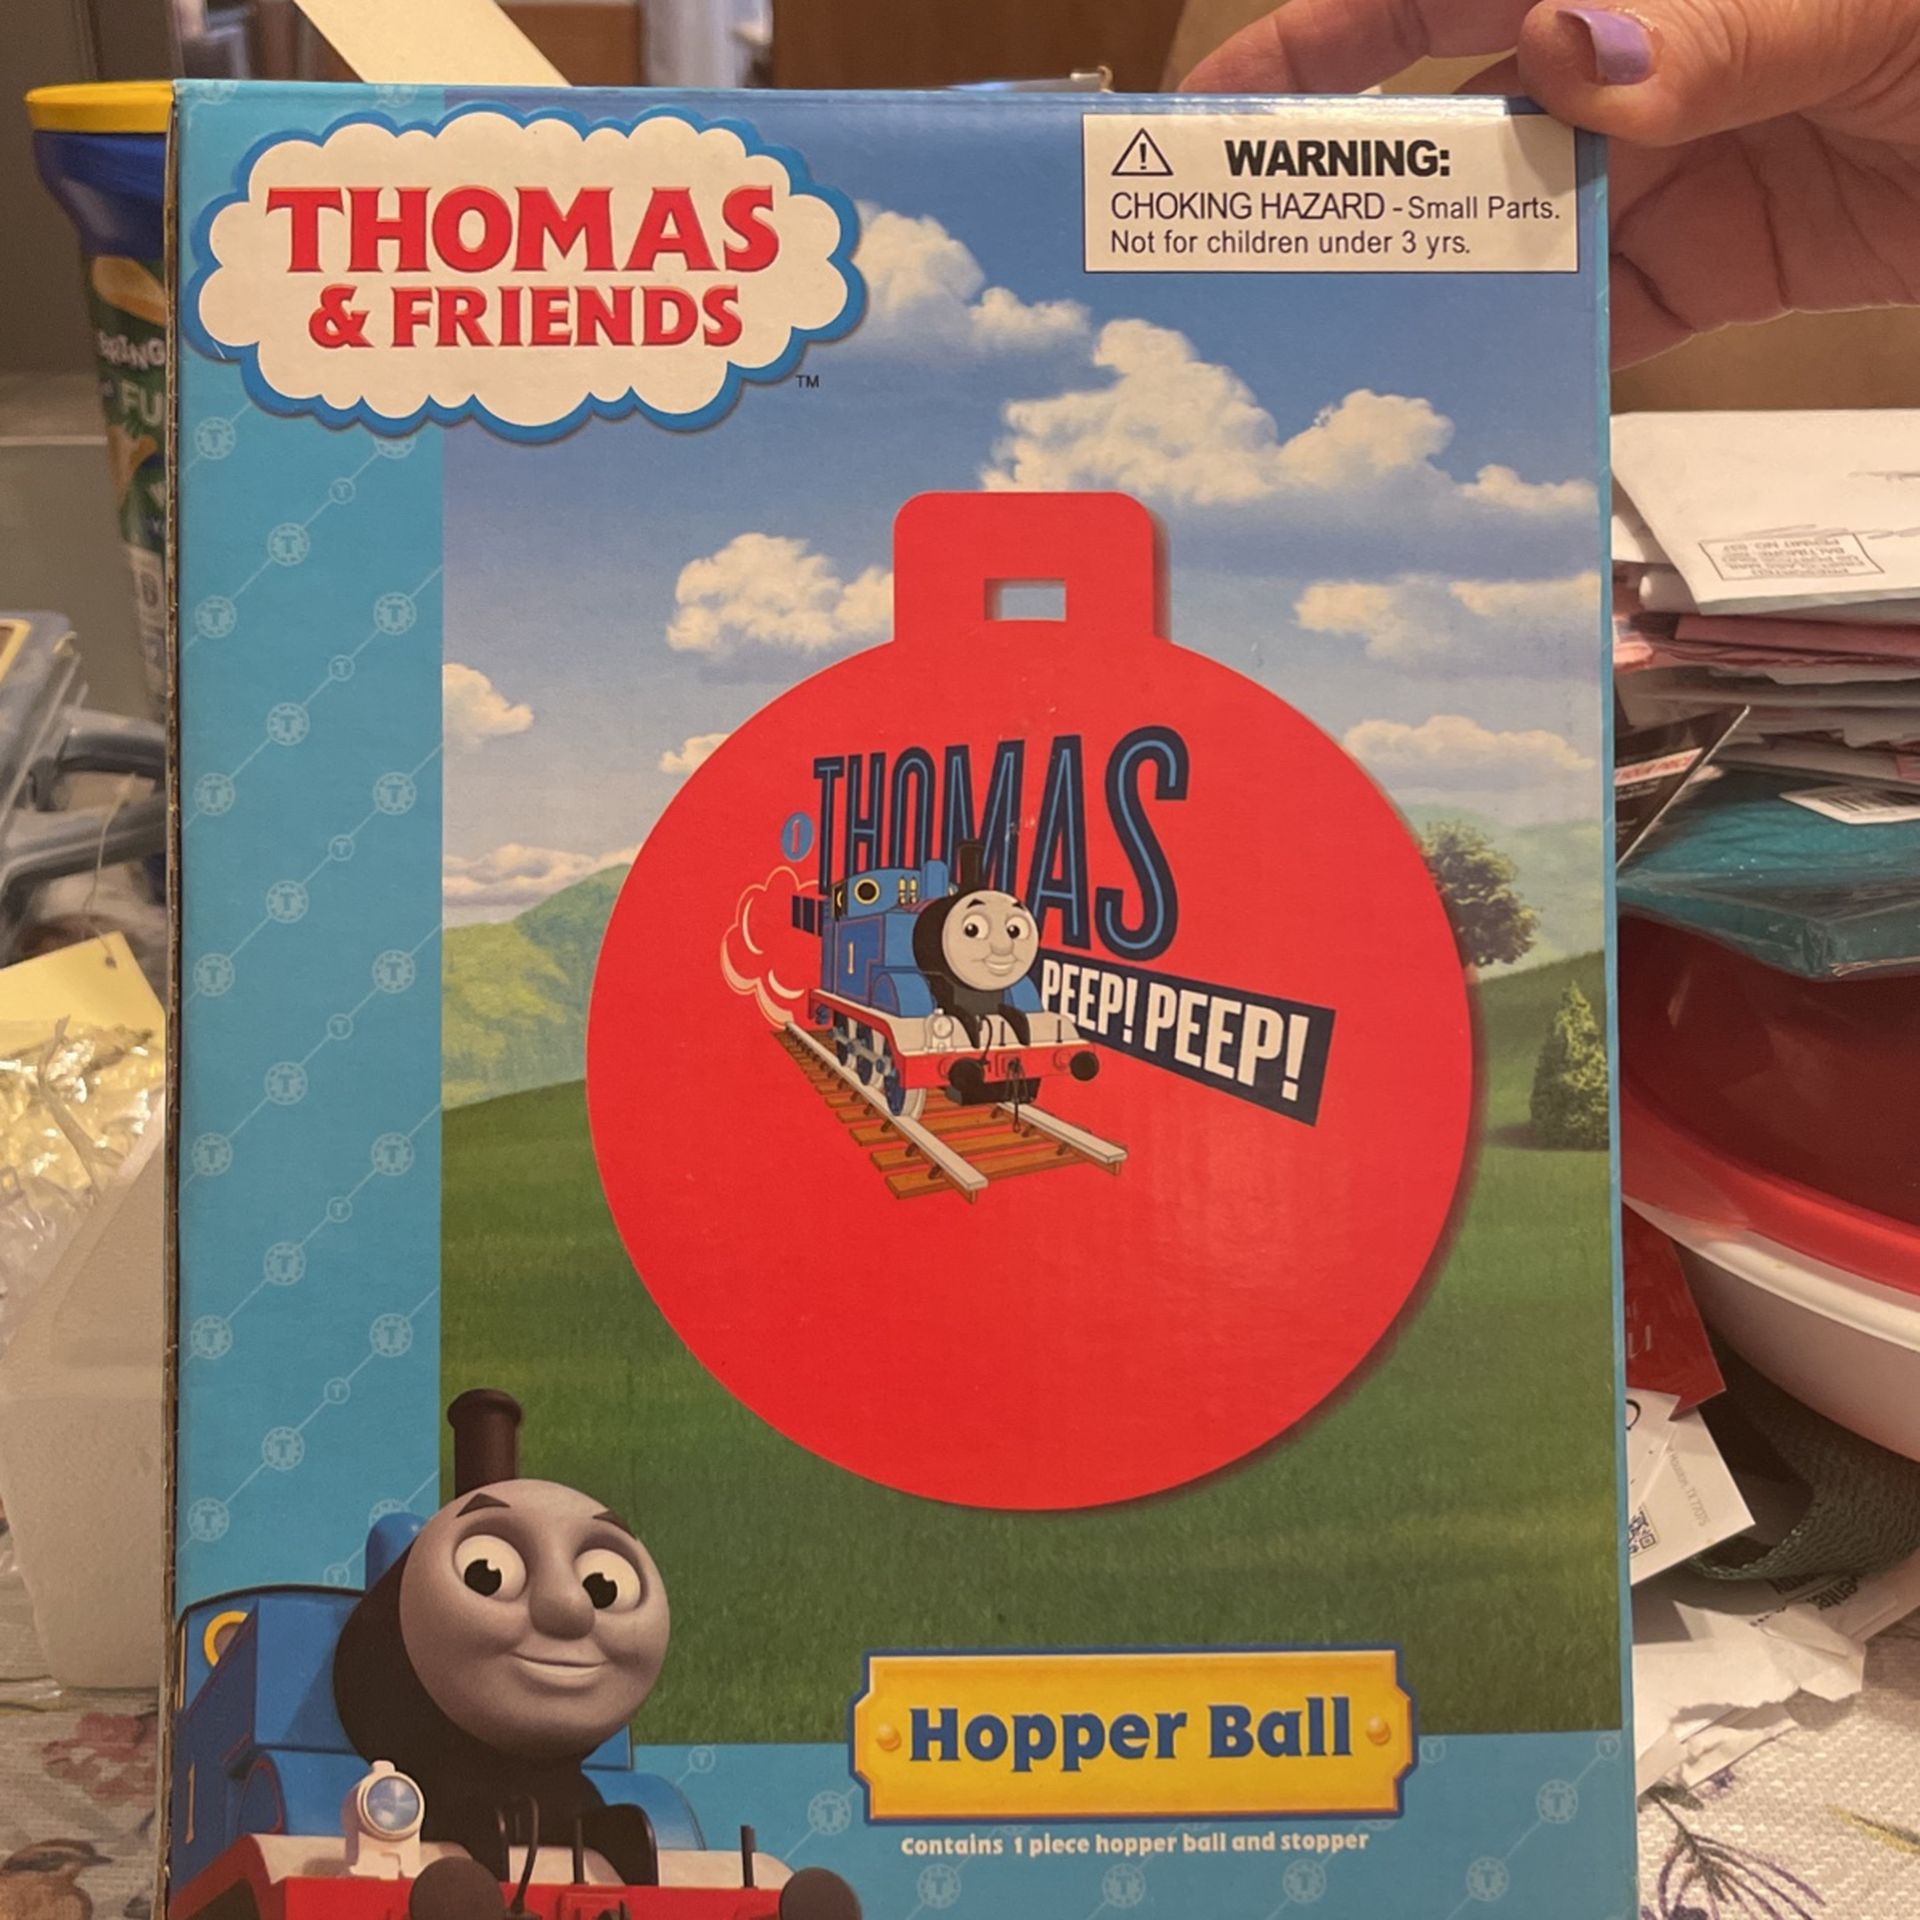 THOMAS
& FRIENDS
TM
WARNING:
CHOKING HAZARD - Small Parts.
Not for children under 3 yrs.
1
THOMAS
1
PEEP! PEEP!
Hopper Ball
Contains 1 piece hopper ball and stopper
1